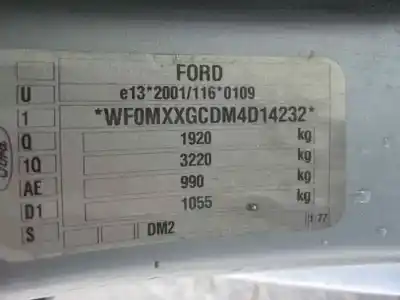 FORD
U e13*2001/116*0109
1 *WF0MXXGCDM4D14232*
Q 1920 kg
1Q 3220 kg
AE 990 kg
D1 1055 kg
S DM2
Ford